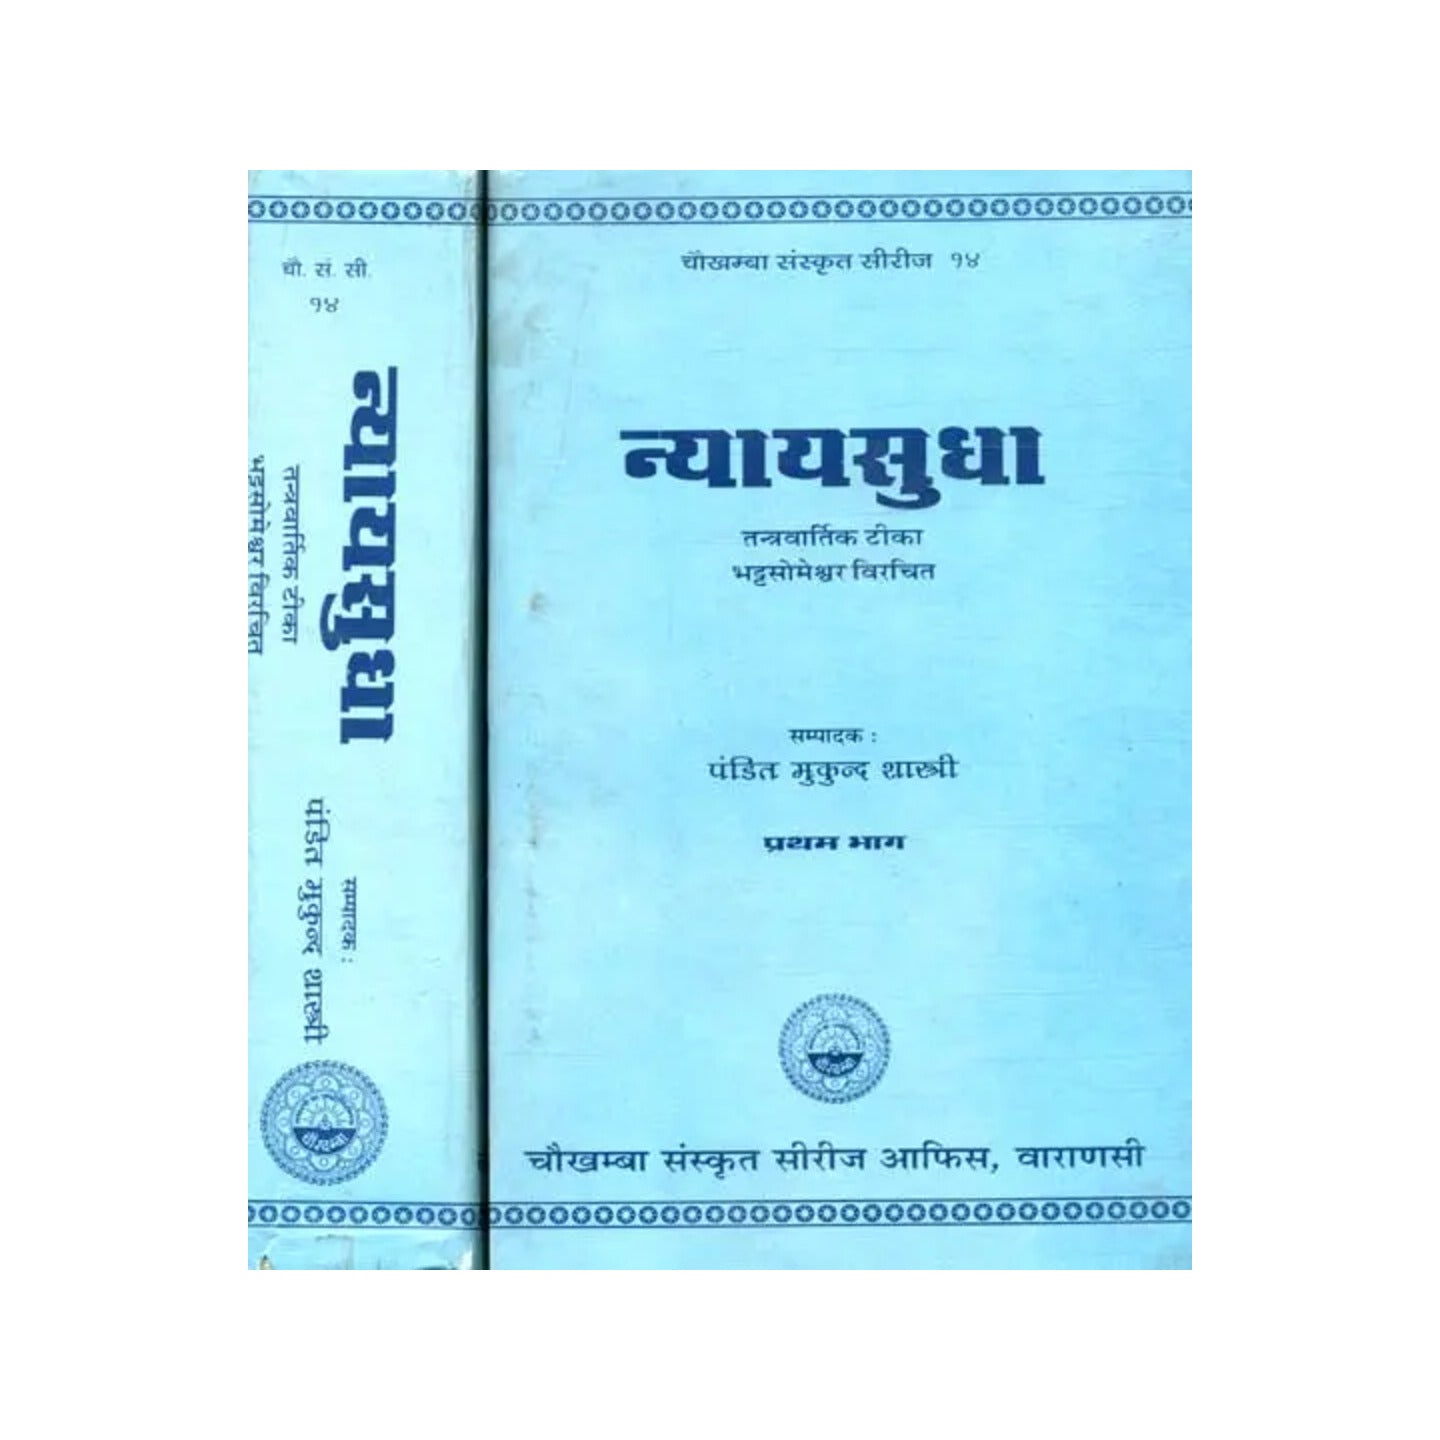 चौ. सं. सी.
१४
न्यायसुधा
तन्त्रवार्तिक टीका
भट्टसोमेश्वर विरचित
सम्पादक :
पंडित मुकुन्द शास्त्री
चौखम्बा संस्कृत सीरीज १४
न्यायसुधा
तन्त्रवार्तिक टीका
भट्टसोमेश्वर विरचित
सम्पादक :
पंडित मुकुन्द शास्त्री
प्रथम भाग
चौखम्बा संस्कृत सीरीज आफिस, वाराणसी